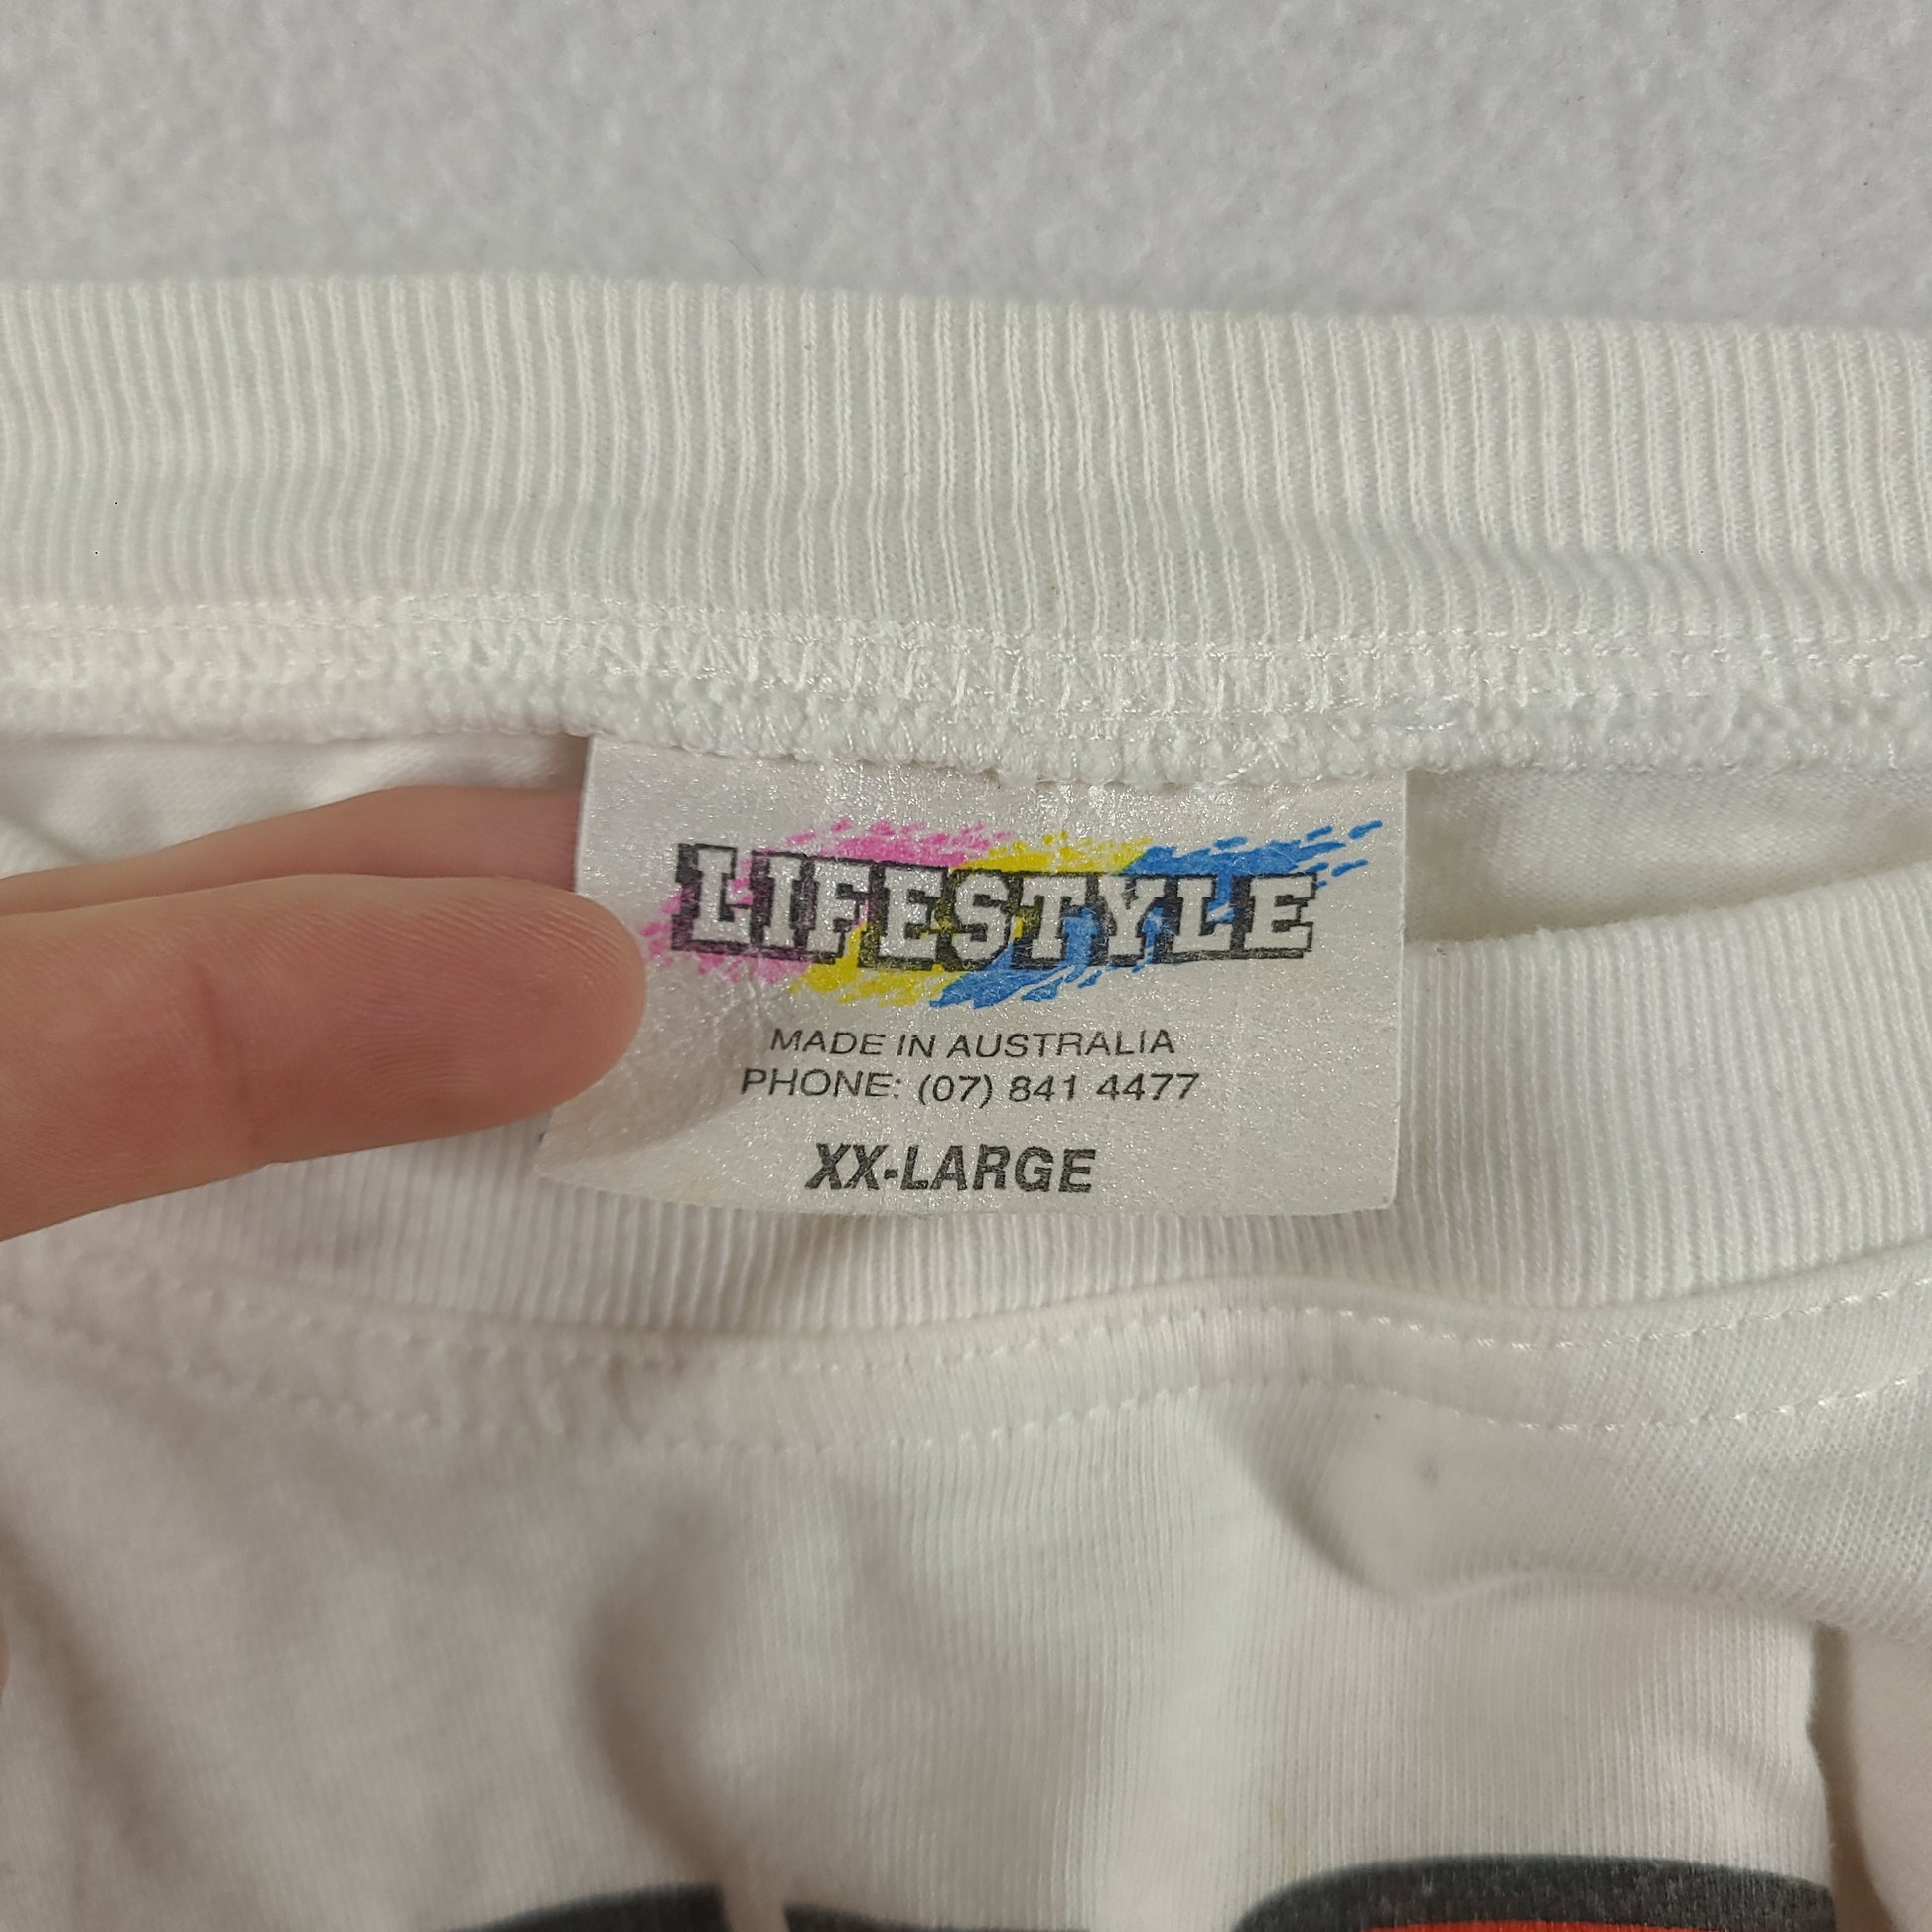 LIFESTYLE
MADE IN AUSTRALIA
PHONE: (07) 841 4477
XX-LARGE